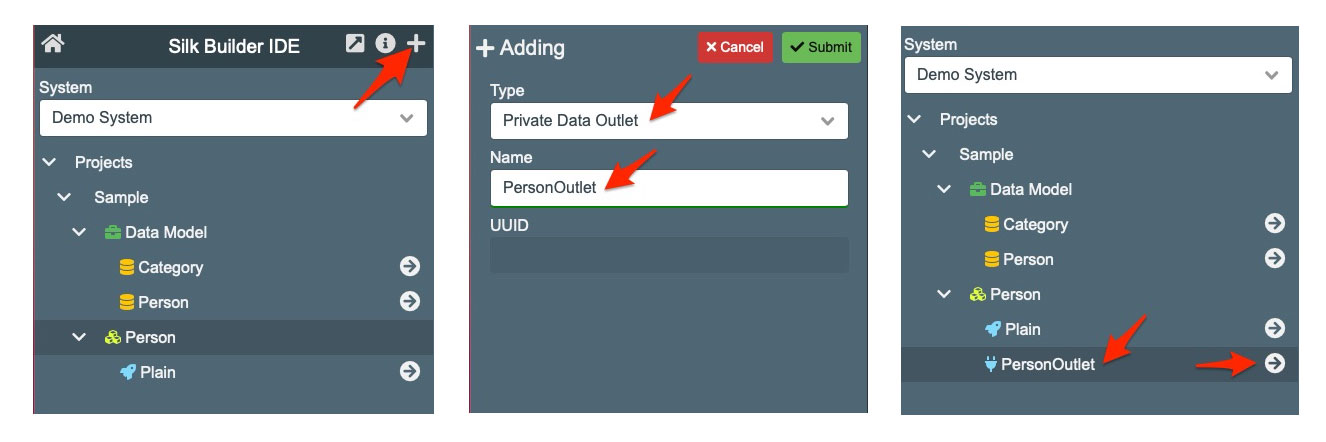 Silk Builder IDE
System
Demo System
Projects
Sample
Data Model
Category
Person
Person
Plain
Adding
Cancel
Submit
Type
Private Data Outlet
Name
PersonOutlet
UUID
System
Demo System
Projects
Sample
Data Model
Category
Person
Person
Plain
PersonOutlet